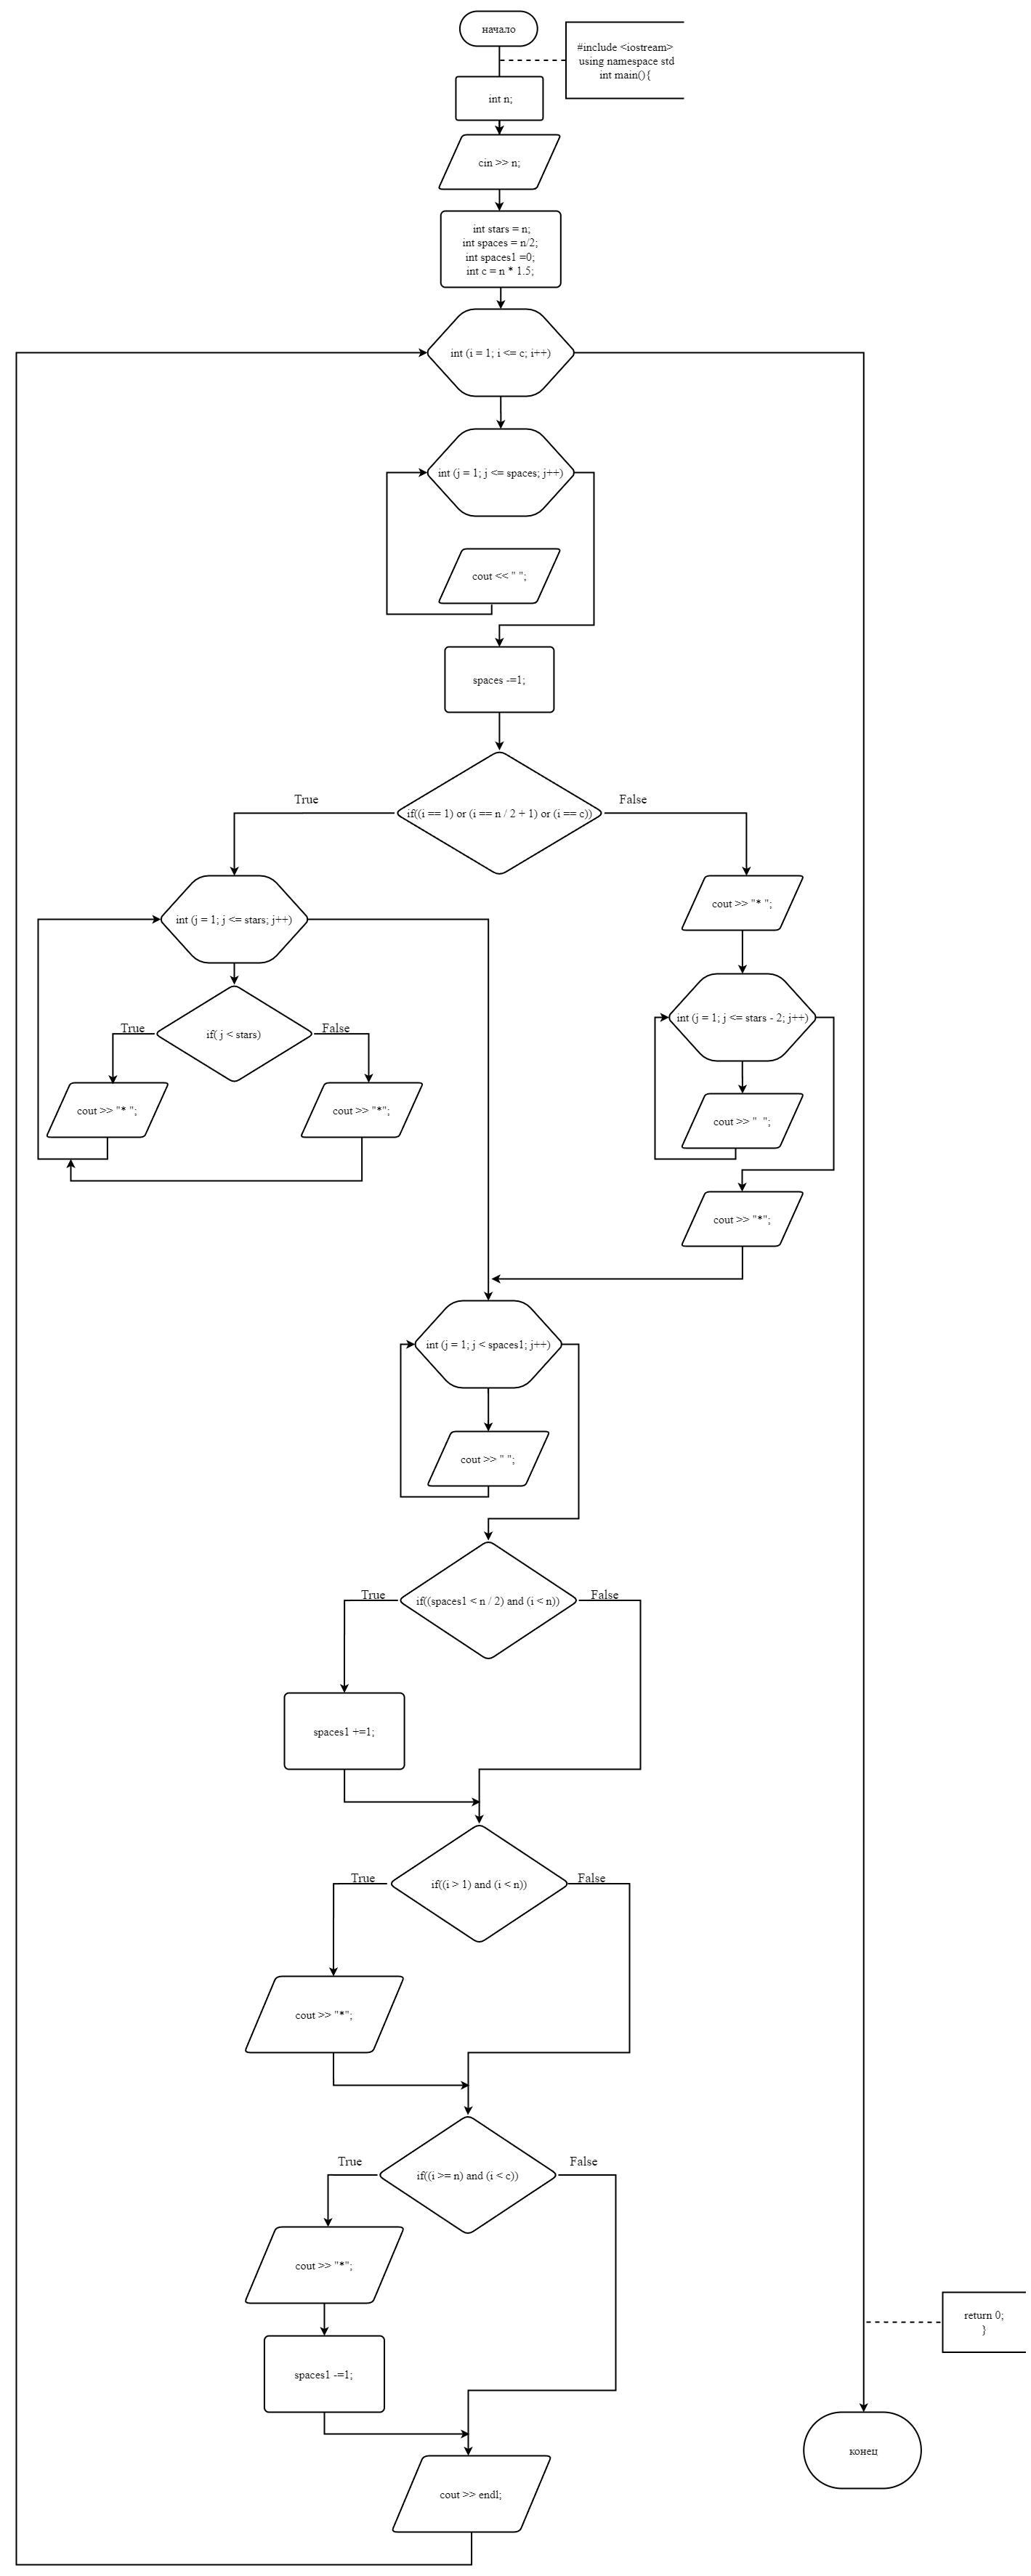 начало
#include <iostream>
using namespace std
int main(){
int n;
cin >> n;
int stars = n;
int spaces = n/2;
int spaces1 =0;
int c = n * 1.5;
int (i = 1; i <= c; i++)
int (j = 1; j <= spaces; j++)
cout << " ";
spaces -=1;
True
False
if((i == 1) or (i == n / 2 + 1) or (i == c))
int (j = 1; j <= stars; j++)
cout >> "* ";
int (j = 1; j <= stars - 2; j++)
True
if( j < stars)
False
cout >> "* ";
cout >> "*";
cout >> "  ";
cout >> "*";
int (j = 1; j < spaces1; j++)
cout >> " ";
True
if((spaces1 < n / 2) and (i < n))
False
spaces1 +=1;
True
if((i > 1) and (i < n))
False
cout >> "*";
True
if((i >= n) and (i < c))
False
cout >> "*";
return 0;
}
spaces1 -=1;
конец
cout >> endl;